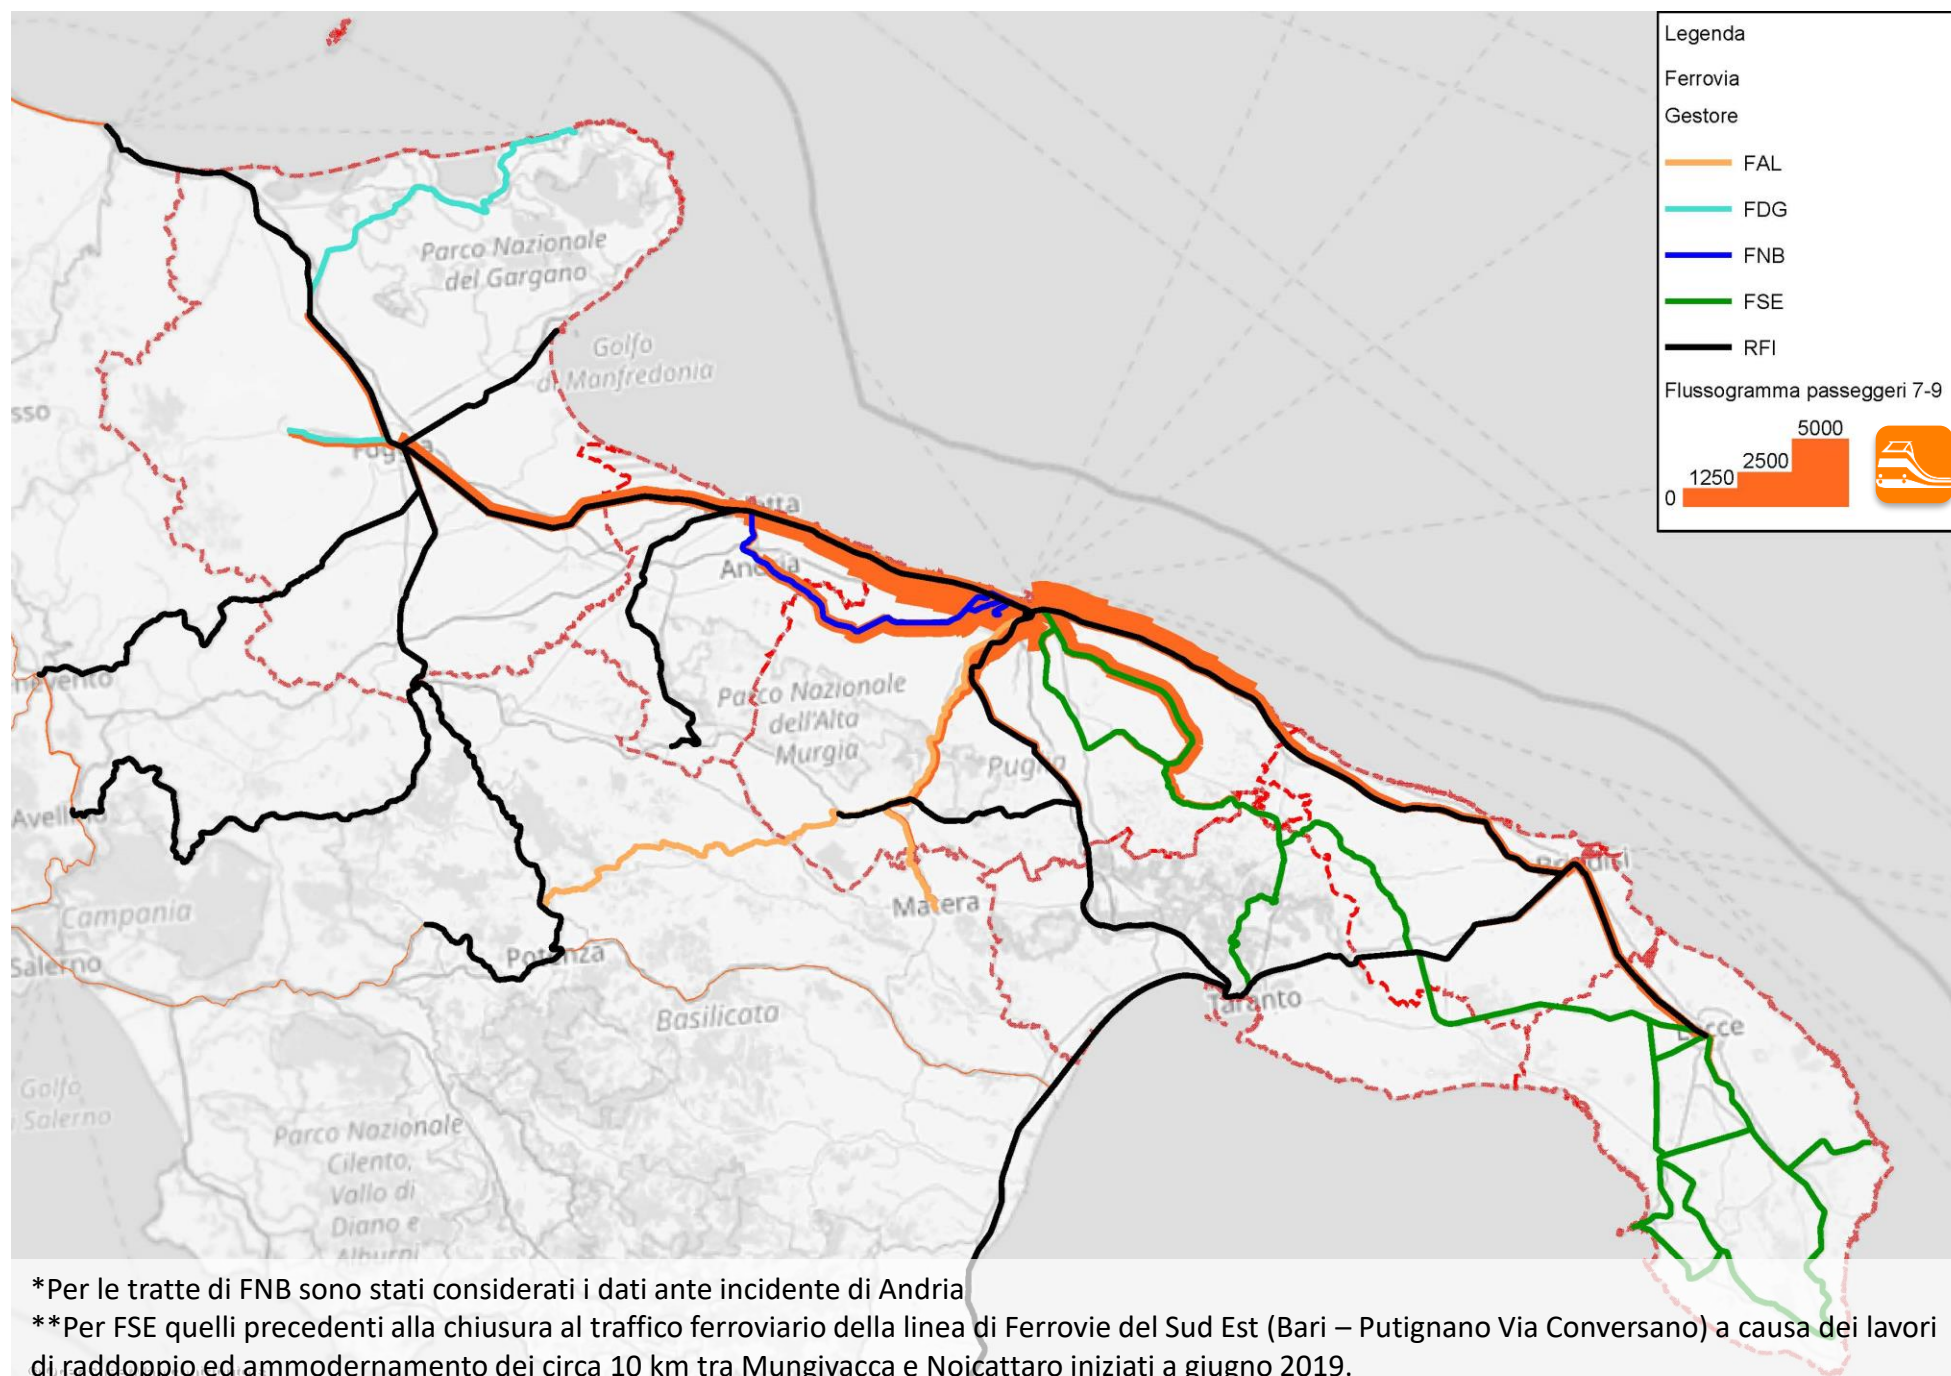 Legenda
Ferrovia
Gestore
FAL
FDG
FNB
FSE
RFI
Flussogramma passeggeri 7-9
5000
2500
1250
0
Parco Nazionale
del Gargano
Golfo
di Manfredonia
sso
Parco Nazionale
dell'Alta
Murgia
Puglia
Matera
Campania
Salerno
Potenza
Basilicata
Taranto
Golfo
Salerno
Parco Nazionale
Cilento,
Vallo di
Diano e
Alburni
*Per le tratte di FNB sono stati considerati i dati ante incidente di Andria
**Per FSE quelli precedenti alla chiusura al traffico ferroviario della linea di Ferrovie del Sud Est (Bari – Putignano Via Conversano) a causa dei lavori
di raddoppio ed ammodernamento dei circa 10 km tra Mungivacca e Noicattaro iniziati a giugno 2019.